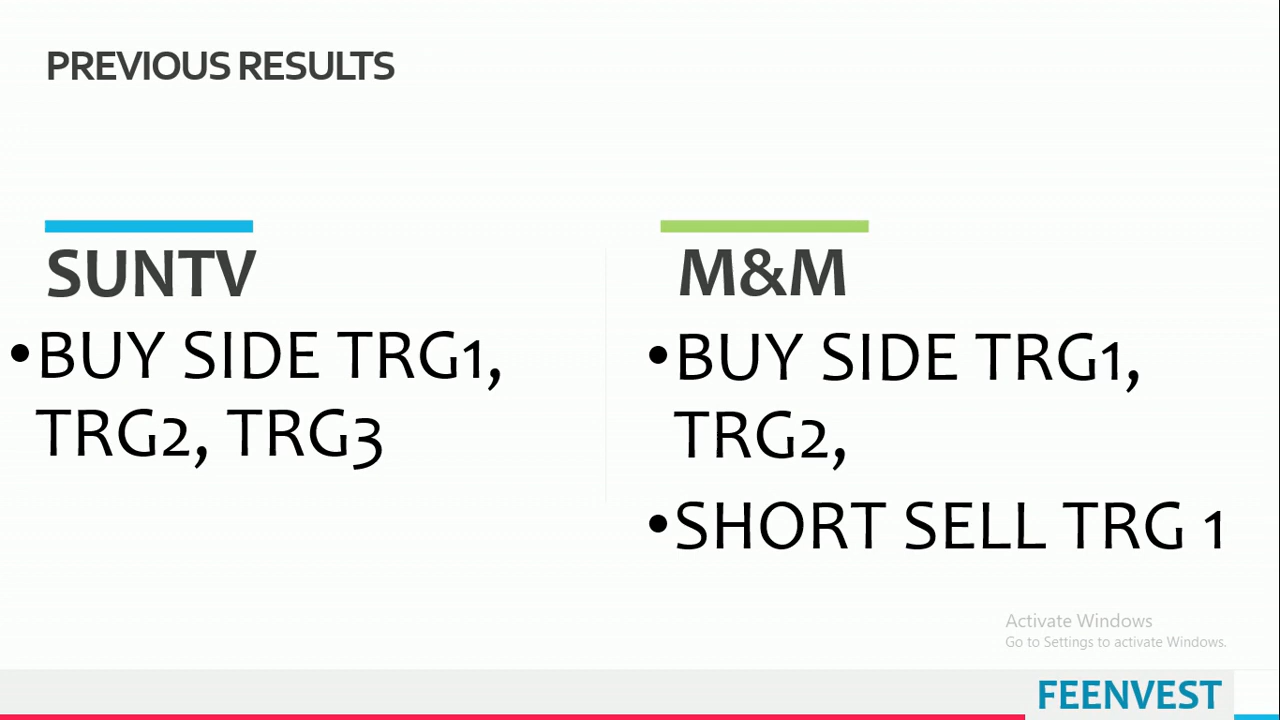 PREVIOUS RESULTS
SUNTV
•BUY SIDE TRG1,
TRG2, TRG3
M&M
•BUY SIDE TRG1,
TRG2,
•SHORT SELL TRG 1
Activate Windows
Go to Settings to activate Windows.
FEENVEST